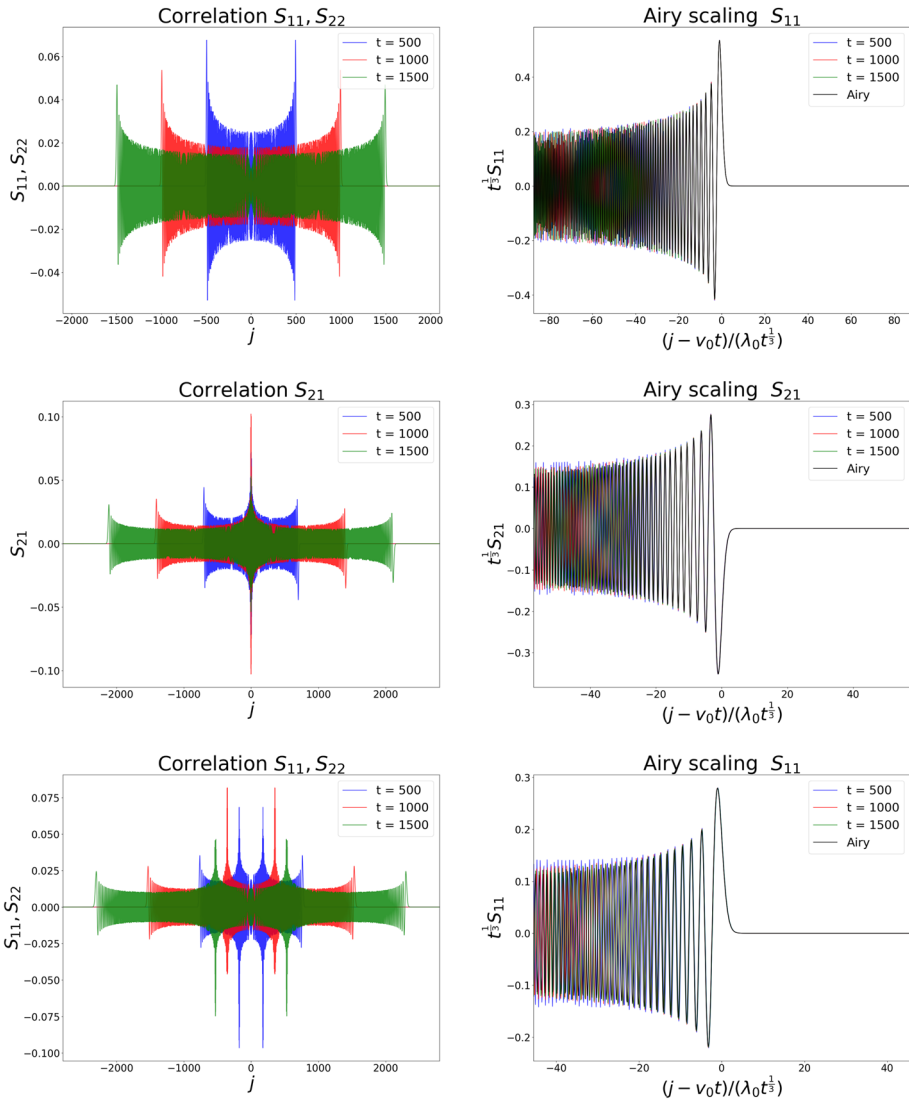 Correlation S₁₁, S₂₂
S₁₁, S₂₂
0.06
0.04
0.02
0.00
−0.02
−0.04
t = 500
t = 1000
t = 1500
−2000 −1500 −1000 −500 0 500 1000 1500 2000
j
Airy scaling S₁₁
t^{1/3}S₁₁
0.4
0.2
0.0
−0.2
−0.4
t = 500
t = 1000
t = 1500
Airy
−80 −60 −40 −20 0 20 40 60 80
(j − v₀t)/(λ₀t^{1/3})
Correlation S₂₁
S₂₁
0.10
0.05
0.00
−0.05
−0.10
t = 500
t = 1000
t = 1500
−2000 −1000 0 1000 2000
j
Airy scaling S₂₁
t^{1/3}S₂₁
0.3
0.2
0.1
0.0
−0.1
−0.2
−0.3
t = 500
t = 1000
t = 1500
Airy
−40 −20 0 20 40
(j − v₀t)/(λ₀t^{1/3})
Correlation S₁₁, S₂₂
S₁₁, S₂₂
0.075
0.050
0.025
0.000
−0.025
−0.050
−0.075
−0.100
t = 500
t = 1000
t = 1500
−2000 −1000 0 1000 2000
j
Airy scaling S₁₁
t^{1/3}S₁₁
0.3
0.2
0.1
0.0
−0.1
−0.2
t = 500
t = 1000
t = 1500
Airy
−40 −20 0 20 40
(j − v₀t)/(λ₀t^{1/3})